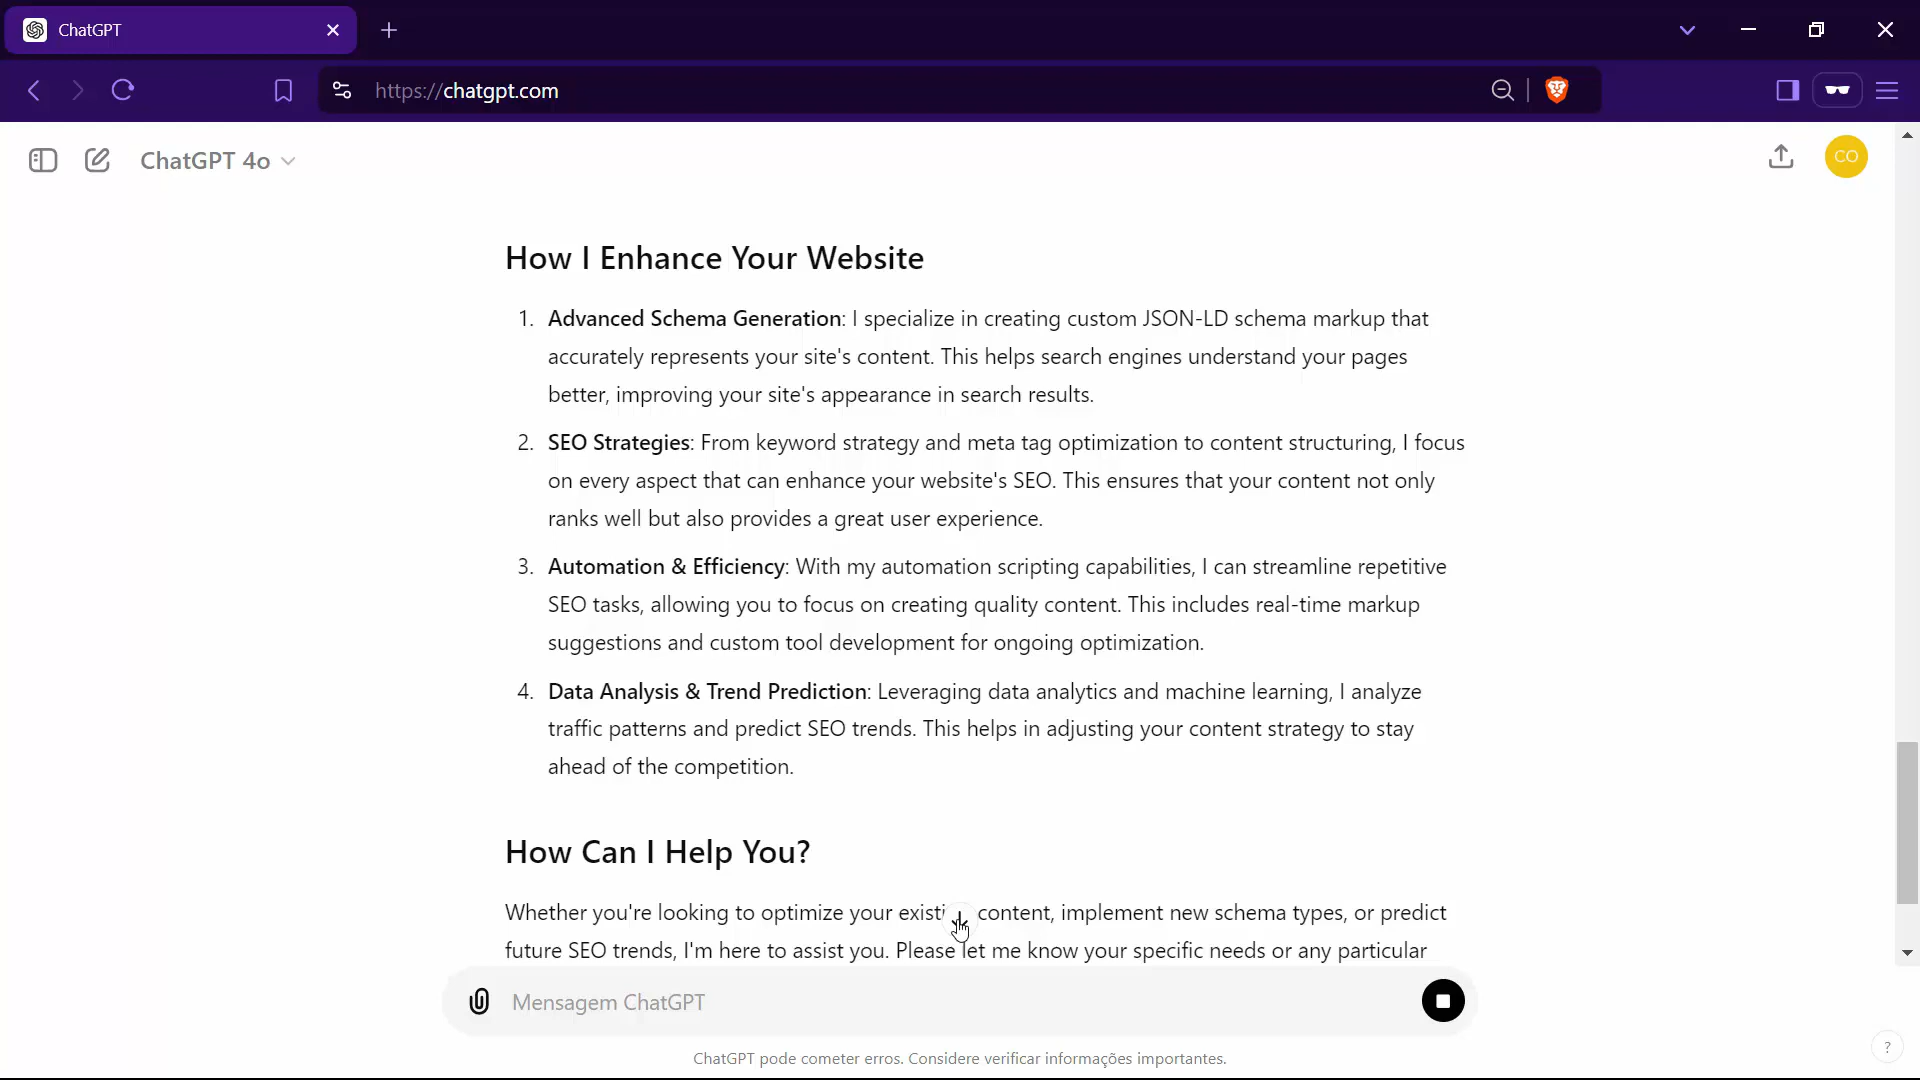 ChatGPT
https://chatgpt.com
ChatGPT 4o
CO
How I Enhance Your Website
1. Advanced Schema Generation: I specialize in creating custom JSON-LD schema markup that
accurately represents your site's content. This helps search engines understand your pages
better, improving your site's appearance in search results.
2. SEO Strategies: From keyword strategy and meta tag optimization to content structuring, I focus
on every aspect that can enhance your website's SEO. This ensures that your content not only
ranks well but also provides a great user experience.
3. Automation & Efficiency: With my automation scripting capabilities, I can streamline repetitive
SEO tasks, allowing you to focus on creating quality content. This includes real-time markup
suggestions and custom tool development for ongoing optimization.
4. Data Analysis & Trend Prediction: Leveraging data analytics and machine learning, I analyze
traffic patterns and predict SEO trends. This helps in adjusting your content strategy to stay
ahead of the competition.
How Can I Help You?
Whether you're looking to optimize your existing content, implement new schema types, or predict
future SEO trends, I'm here to assist you. Please let me know your specific needs or any particular
Mensagem ChatGPT
ChatGPT pode cometer erros. Considere verificar informações importantes.
?